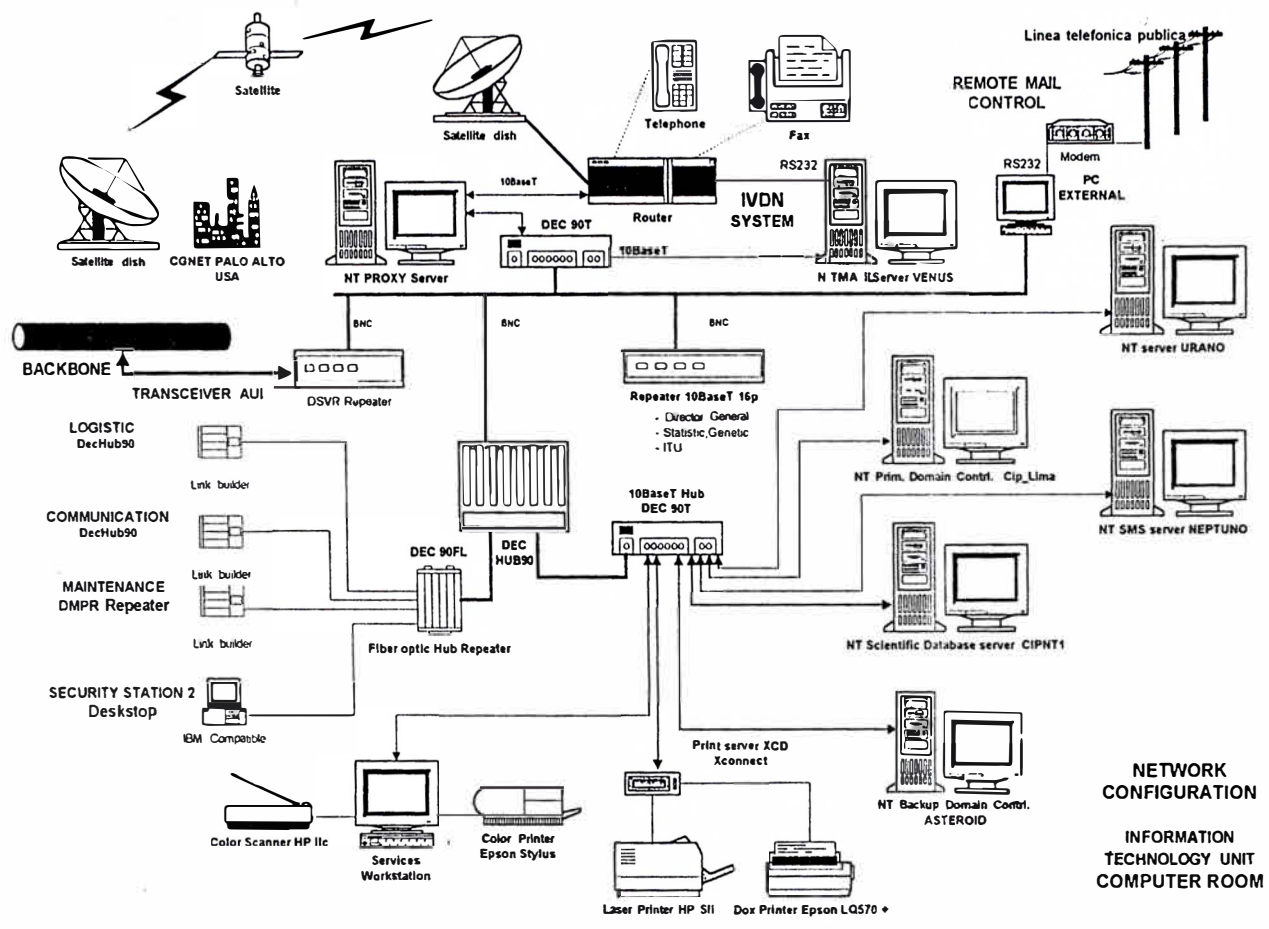 Linea telefonica publica
Satellite
REMOTE MAIL
CONTROL
Satellite dish
Telephone
Fax
Modem
RS232
RS232
PC
EXTERNAL
10BaseT
Router
IVDN
SYSTEM
DEC 90T
10BaseT
Satellite dish
CGNET PALO ALTO
USA
NT PROXY Server
N TMA ILServer VENUS
BNC
BNC
BNC
NT server URANO
BACKBONE
TRANSCEIVER AUI
DSVR Repeater
Repeater 10BaseT 16p
- Director General
- Statistic,Genetic
- ITU
LOGISTIC
DecHub90
Link builder
NT Prim. Domain Contrl. Cip_Lima
10BaseT Hub
DEC 90T
COMMUNICATION
DecHub90
Link builder
NT SMS server NEPTUNO
DEC 90FL
DEC
HUB90
MAINTENANCE
DMPR Repeater
Link builder
Fiber optic Hub Repeater
NT Scientific Database server CIPNT1
SECURITY STATION 2
Deskstop
IBM Compatible
Print server XCD
Xconnect
NT Backup Domain Contrl.
ASTEROID
Color Scanner HP IIc
Services
Workstation
Color Printer
Epson Stylus
Laser Printer HP SII
Dox Printer Epson LQ570 +
NETWORK
CONFIGURATION
INFORMATION
TECHNOLOGY UNIT
COMPUTER ROOM